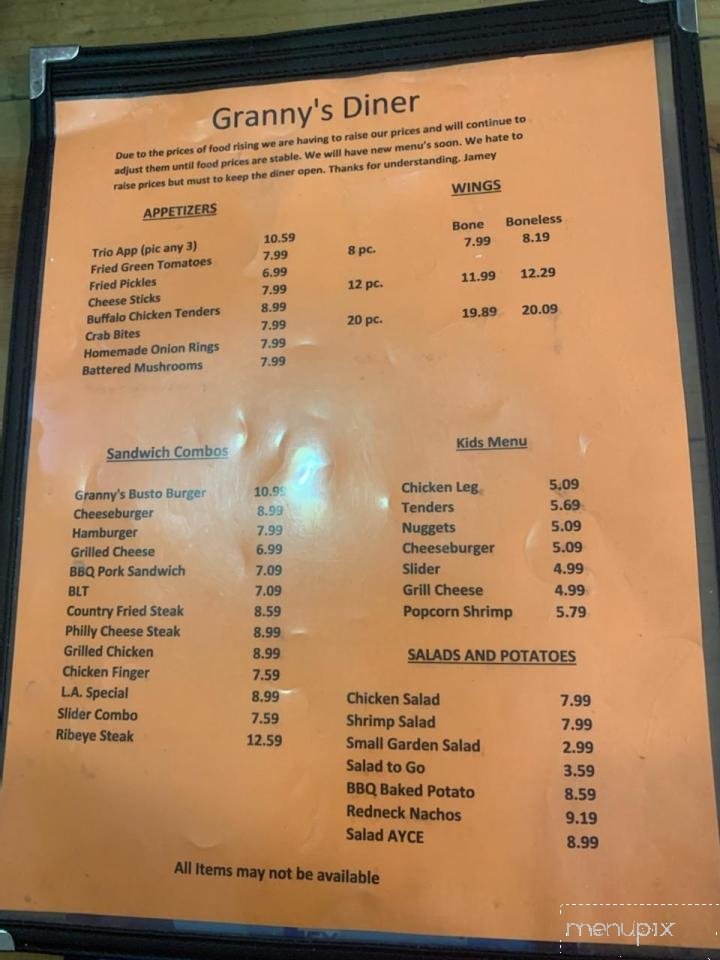 Granny's Diner
Due to the prices of food rising we are having to raise our prices and will continue to
adjust them until food prices are stable. We will have new menu's soon. We hate to
raise prices but must to keep the diner open. Thanks for understanding. Jamey
APPETIZERS
Trio App (pic any 3) 10.59
Fried Green Tomatoes 7.99
Fried Pickles 6.99
Cheese Sticks 7.99
Buffalo Chicken Tenders 8.99
Crab Bites 7.99
Homemade Onion Rings 7.99
Battered Mushrooms 7.99
WINGS
Bone Boneless
8 pc. 7.99 8.19
12 pc. 11.99 12.29
20 pc. 19.89 20.09
Sandwich Combos
Granny's Busto Burger 10.99
Cheeseburger 8.99
Hamburger 7.99
Grilled Cheese 6.99
BBQ Pork Sandwich 7.09
BLT 7.09
Country Fried Steak 8.59
Philly Cheese Steak 8.99
Grilled Chicken 8.99
Chicken Finger 7.59
L.A. Special 8.99
Slider Combo 7.59
Ribeye Steak 12.59
Kids Menu
Chicken Leg 5.09
Tenders 5.69
Nuggets 5.09
Cheeseburger 5.09
Slider 4.99
Grill Cheese 4.99
Popcorn Shrimp 5.79
SALADS AND POTATOES
Chicken Salad 7.99
Shrimp Salad 7.99
Small Garden Salad 2.99
Salad to Go 3.59
BBQ Baked Potato 8.59
Redneck Nachos 9.19
Salad AYCE 8.99
All Items may not be available
menupix